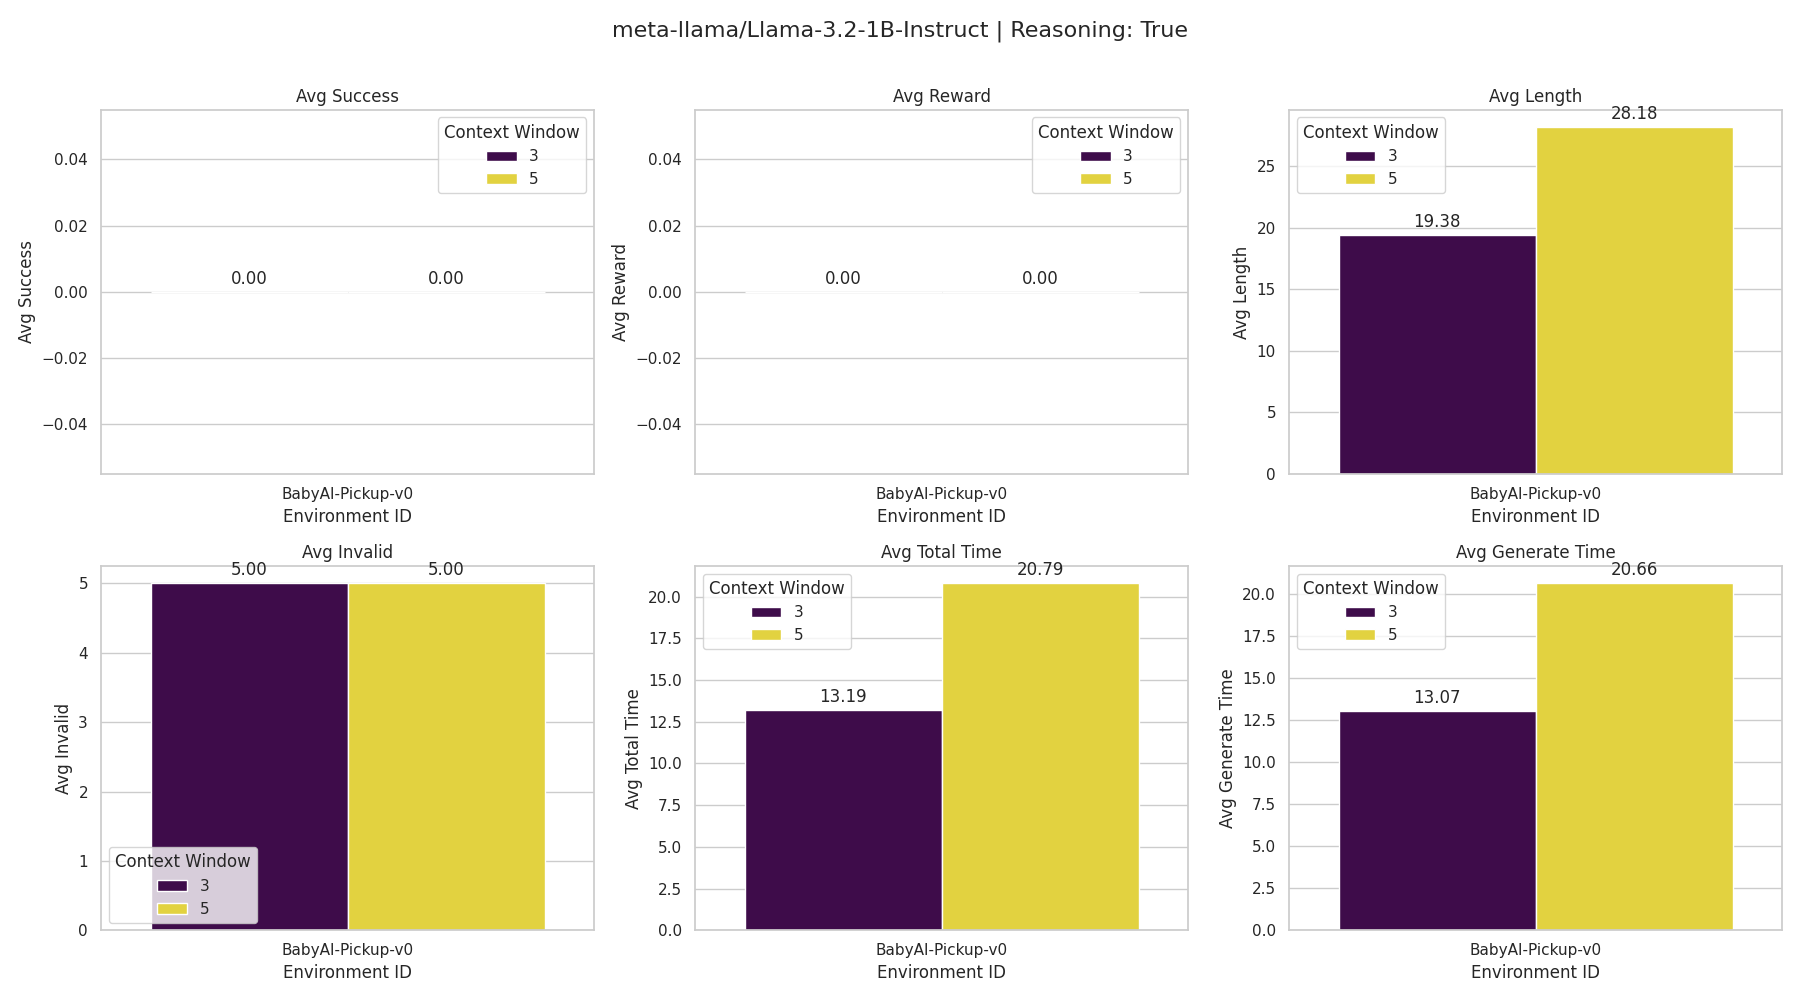 meta-llama/Llama-3.2-1B-Instruct | Reasoning: True
Avg Success
Context Window
3
5
0.04
0.02
0.00
−0.02
−0.04
0.00
0.00
Avg Success
BabyAI-Pickup-v0
Environment ID
Avg Reward
Context Window
3
5
0.04
0.02
0.00
−0.02
−0.04
0.00
0.00
Avg Reward
BabyAI-Pickup-v0
Environment ID
Avg Length
Context Window
3
5
28.18
19.38
25
20
15
10
5
0
Avg Length
BabyAI-Pickup-v0
Environment ID
Avg Invalid
5.00
5.00
5
4
3
2
1
0
Avg Invalid
Context Window
3
5
BabyAI-Pickup-v0
Environment ID
Avg Total Time
Context Window
3
5
20.79
13.19
20.0
17.5
15.0
12.5
10.0
7.5
5.0
2.5
0.0
Avg Total Time
BabyAI-Pickup-v0
Environment ID
Avg Generate Time
Context Window
3
5
20.66
13.07
20.0
17.5
15.0
12.5
10.0
7.5
5.0
2.5
0.0
Avg Generate Time
BabyAI-Pickup-v0
Environment ID